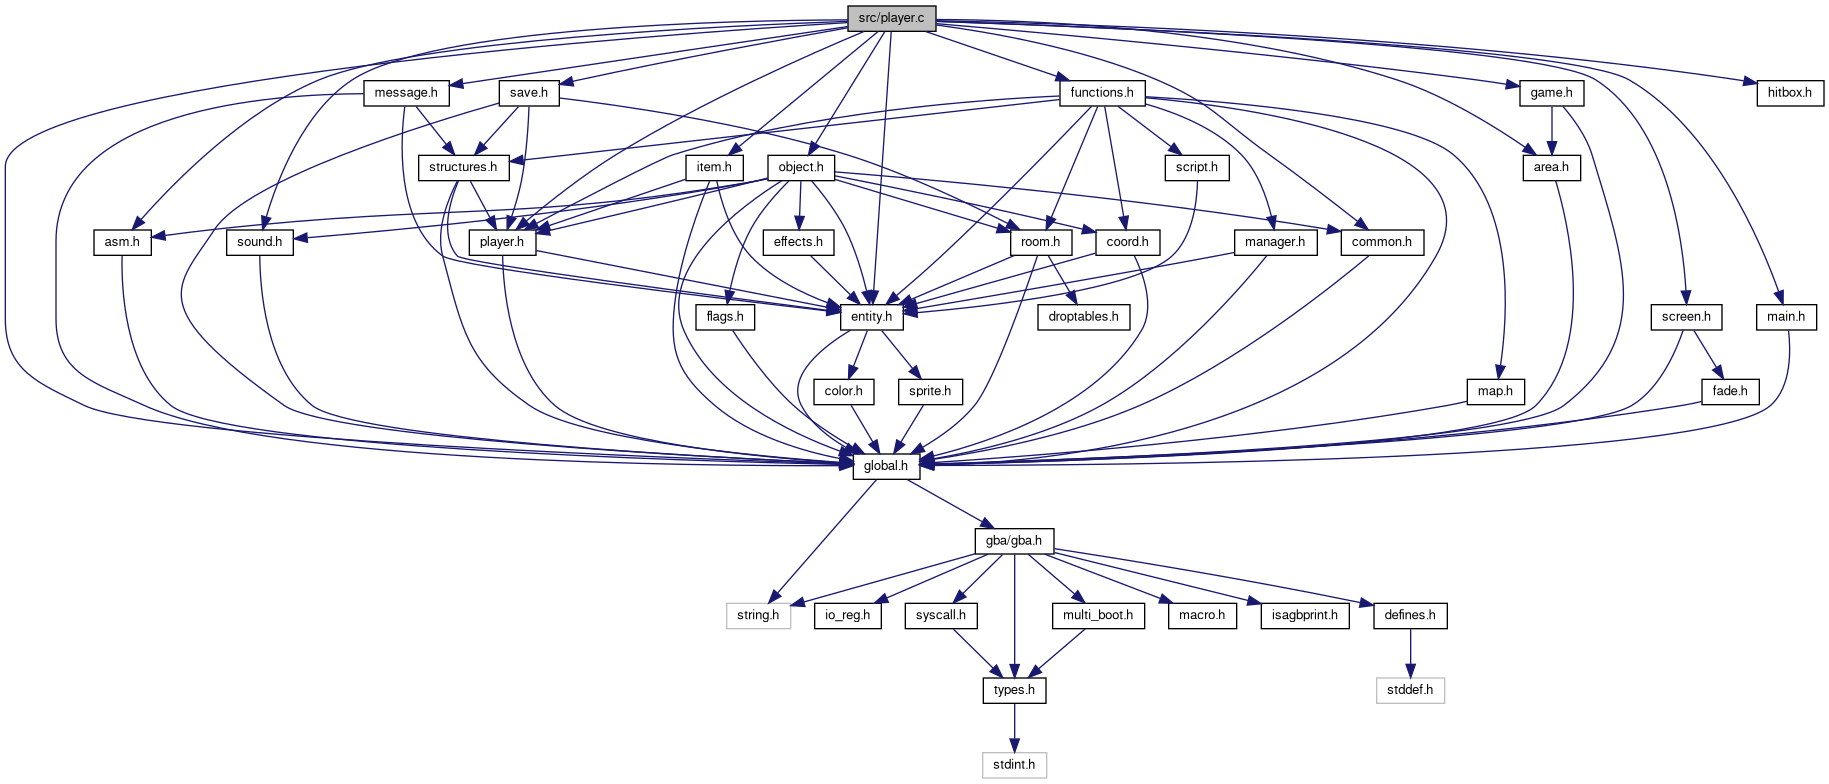 src/player.c
message.h
save.h
functions.h
game.h
hitbox.h
structures.h
item.h
object.h
script.h
area.h
asm.h
sound.h
player.h
effects.h
room.h
coord.h
manager.h
common.h
flags.h
entity.h
droptables.h
screen.h
main.h
color.h
sprite.h
map.h
fade.h
global.h
gba/gba.h
string.h
io_reg.h
syscall.h
multi_boot.h
macro.h
isagbprint.h
defines.h
types.h
stddef.h
stdint.h